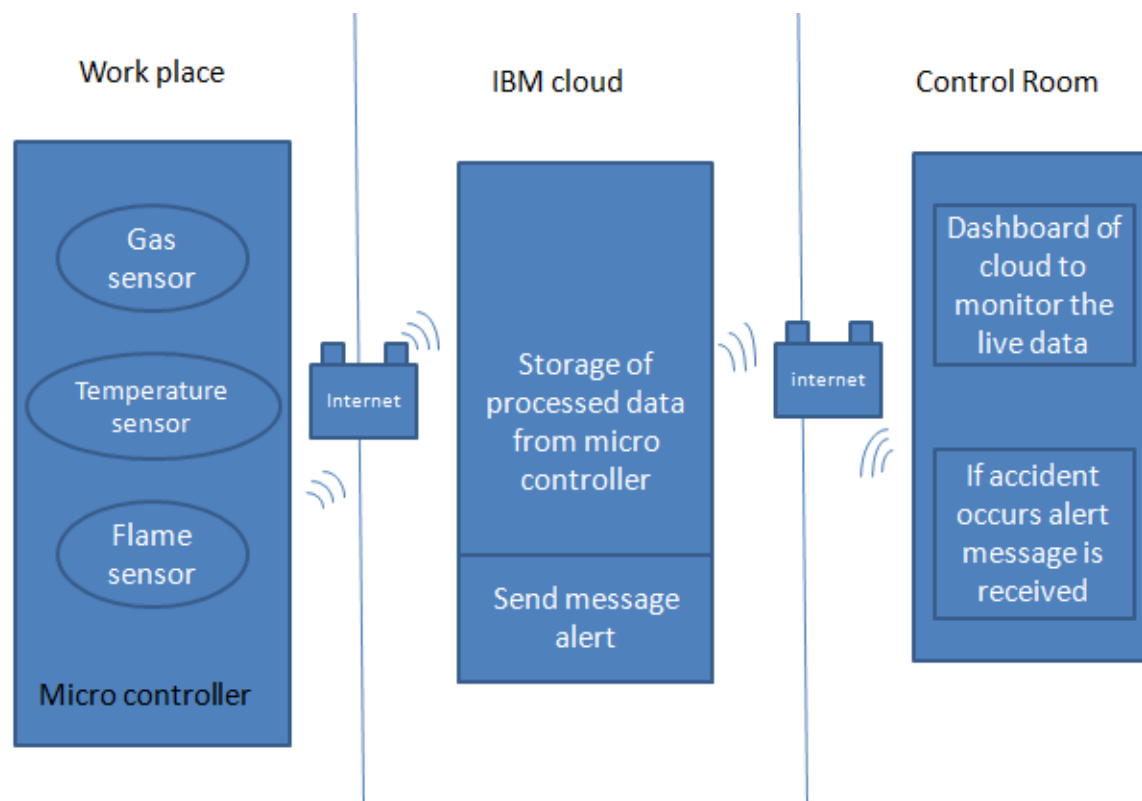 Work place
Gas
sensor
Temperature
sensor
Flame
sensor
Micro controller
Internet
IBM cloud
Storage of
processed data
from micro
controller
Send message
alert
internet
Control Room
Dashboard of
cloud to
monitor the
live data
If accident
occurs alert
message is
received